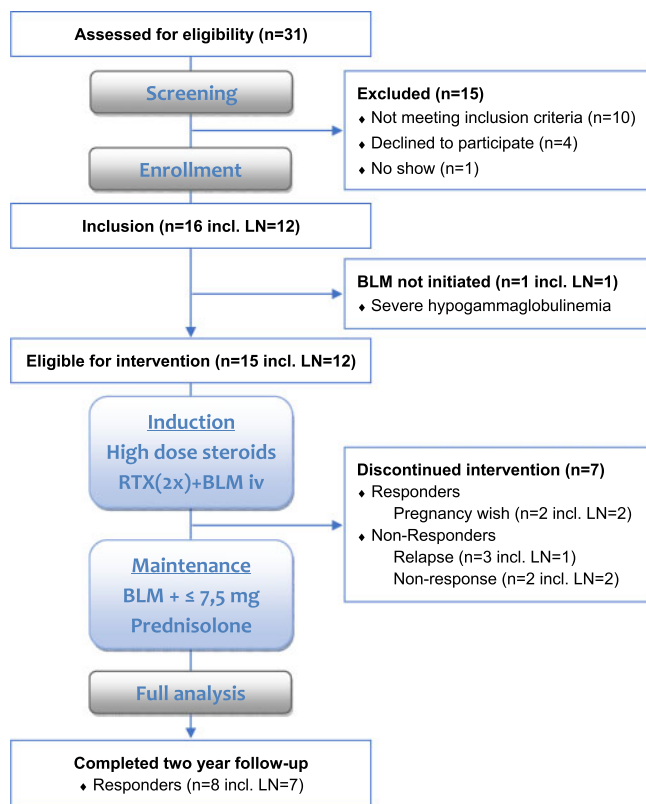 Assessed for eligibility (n=31)
Screening
Excluded (n=15)
♦ Not meeting inclusion criteria (n=10)
♦ Declined to participate (n=4)
♦ No show (n=1)
Enrollment
Inclusion (n=16 incl. LN=12)
BLM not initiated (n=1 incl. LN=1)
♦ Severe hypogammaglobulinemia
Eligible for intervention (n=15 incl. LN=12)
Induction
High dose steroids
RTX(2x)+BLM iv
Discontinued intervention (n=7)
♦ Responders
Pregnancy wish (n=2 incl. LN=2)
♦ Non-Responders
Relapse (n=3 incl. LN=1)
Non-response (n=2 incl. LN=2)
Maintenance
BLM + ≤ 7,5 mg
Prednisolone
Full analysis
Completed two year follow-up
♦ Responders (n=8 incl. LN=7)